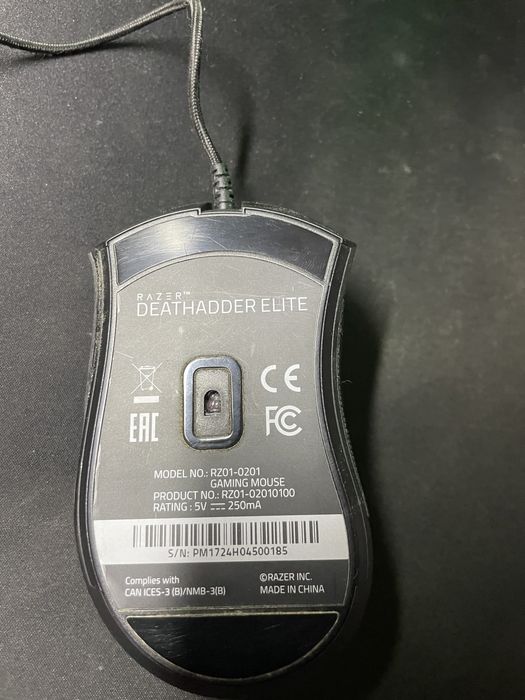 RAZER™
DEATHADDER ELITE
CE
EAC
FC
MODEL NO.: RZ01-0201
GAMING MOUSE
PRODUCT NO.: RZ01-02010100
RATING : 5V ⎓ 250mA
S/N: PM1724H04500185
Complies with
CAN ICES-3 (B)/NMB-3(B)
©RAZER INC.
MADE IN CHINA